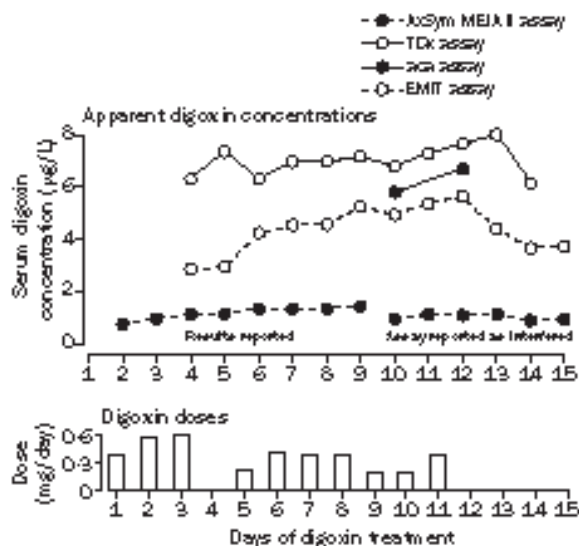 AxSym MEIA II assay
TDx assay
aca assay
EMIT assay
Apparent digoxin concentrations
Serum digoxin
concentration (µg/L)
8
6
4
2
0
Results reported
Assay reported as interfered
1 2 3 4 5 6 7 8 9 10 11 12 13 14 15
Digoxin doses
Dose
(mg/day)
0·6
0·3
0
1 2 3 4 5 6 7 8 9 10 11 12 13 14 15
Days of digoxin treatment